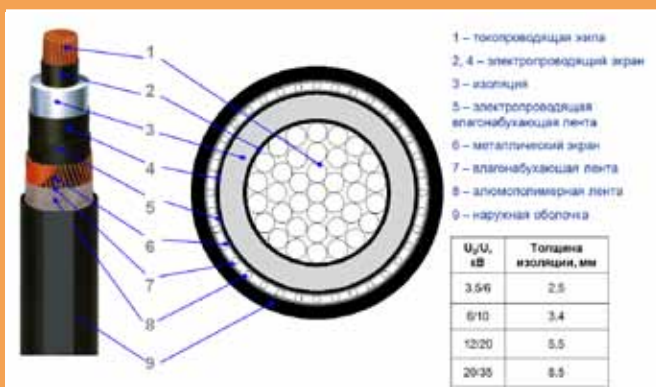 1
2
3
4
5
6
7
8
9
1 – токопроводящая жила
2, 4 – электропроводящий экран
3 – изоляция
5 – электропроводящая
влагонабухающая лента
6 – металлический экран
7 – влагонабухающая лента
8 – алюмополимерная лента
9 – наружная оболочка
U₀/U, кВ
Толщина изоляции, мм
3.5/6 2.5
6/10 3.4
12/20 5.5
20/35 8.5